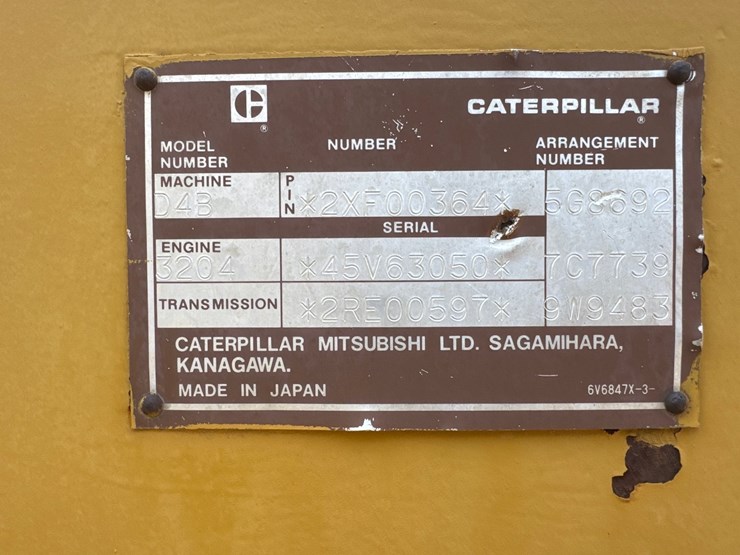 C
®
CATERPILLAR
®
MODEL NUMBER
NUMBER
ARRANGEMENT NUMBER
MACHINE
D4B
PIN
*2XF00364*
SERIAL
ENGINE
3204
*45V63050*
7C7739
TRANSMISSION
*2RE00597*
9W9483
CATERPILLAR MITSUBISHI LTD. SAGAMIHARA,
KANAGAWA.
MADE IN JAPAN
6V6847X-3-